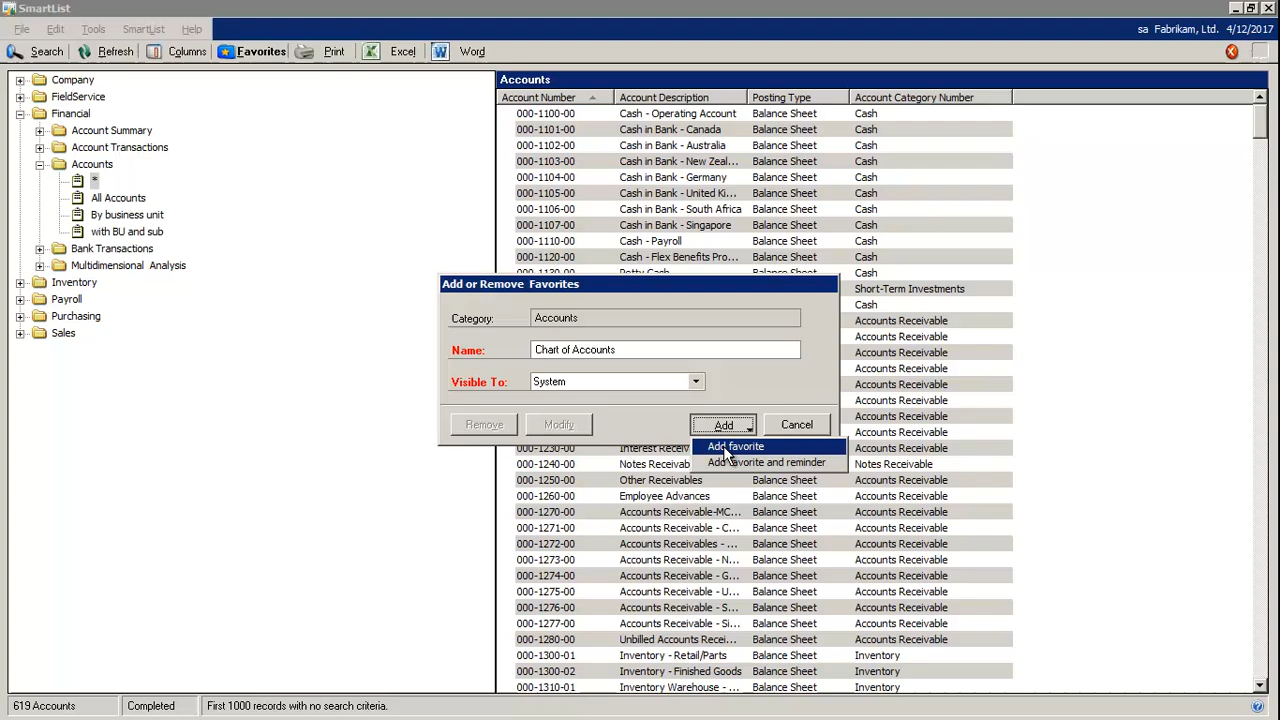 SmartList
File Edit Tools SmartList Help
sa Fabrikam, Ltd. 4/12/2017
Search Refresh Columns Favorites Print Excel Word
Company
FieldService
Financial
Account Summary
Account Transactions
Accounts
*
All Accounts
By business unit
with BU and sub
Bank Transactions
Multidimensional Analysis
Inventory
Payroll
Purchasing
Sales
Accounts
Account Number Account Description Posting Type Account Category Number
000-1100-00 Cash - Operating Account Balance Sheet Cash
000-1101-00 Cash in Bank - Canada Balance Sheet Cash
000-1102-00 Cash in Bank - Australia Balance Sheet Cash
000-1103-00 Cash in Bank - New Zeal... Balance Sheet Cash
000-1104-00 Cash in Bank - Germany Balance Sheet Cash
000-1105-00 Cash in Bank - United Ki... Balance Sheet Cash
000-1106-00 Cash in Bank - South Africa Balance Sheet Cash
000-1107-00 Cash in Bank - Singapore Balance Sheet Cash
000-1110-00 Cash - Payroll Balance Sheet Cash
000-1120-00 Cash - Flex Benefits Pro... Balance Sheet Cash
000-1130-00 Petty Cash Balance Sheet Cash
Short-Term Investments
Cash
Accounts Receivable
Accounts Receivable
Accounts Receivable
Accounts Receivable
Accounts Receivable
Accounts Receivable
Accounts Receivable
Accounts Receivable
000-1230-00 Interest Receiv Accounts Receivable
000-1240-00 Notes Receivab Notes Receivable
000-1250-00 Other Receivables Balance Sheet Accounts Receivable
000-1260-00 Employee Advances Balance Sheet Accounts Receivable
000-1270-00 Accounts Receivable-MC... Balance Sheet Accounts Receivable
000-1271-00 Accounts Receivable - C... Balance Sheet Accounts Receivable
000-1272-00 Accounts Receivables - ... Balance Sheet Accounts Receivable
000-1273-00 Accounts Receivable - N... Balance Sheet Accounts Receivable
000-1274-00 Accounts Receivable - G... Balance Sheet Accounts Receivable
000-1275-00 Accounts Receivable - U... Balance Sheet Accounts Receivable
000-1276-00 Accounts Receivable - S... Balance Sheet Accounts Receivable
000-1277-00 Accounts Receivable - Si... Balance Sheet Accounts Receivable
000-1280-00 Unbilled Accounts Recei... Balance Sheet Accounts Receivable
000-1300-01 Inventory - Retail/Parts Balance Sheet Inventory
000-1300-02 Inventory - Finished Goods Balance Sheet Inventory
000-1310-01 Inventory Warehouse - ... Balance Sheet Inventory
Add or Remove Favorites
Category: Accounts
Name: Chart of Accounts
Visible To: System
Remove Modify Add Cancel
Add favorite
Add favorite and reminder
619 Accounts Completed First 1000 records with no search criteria.